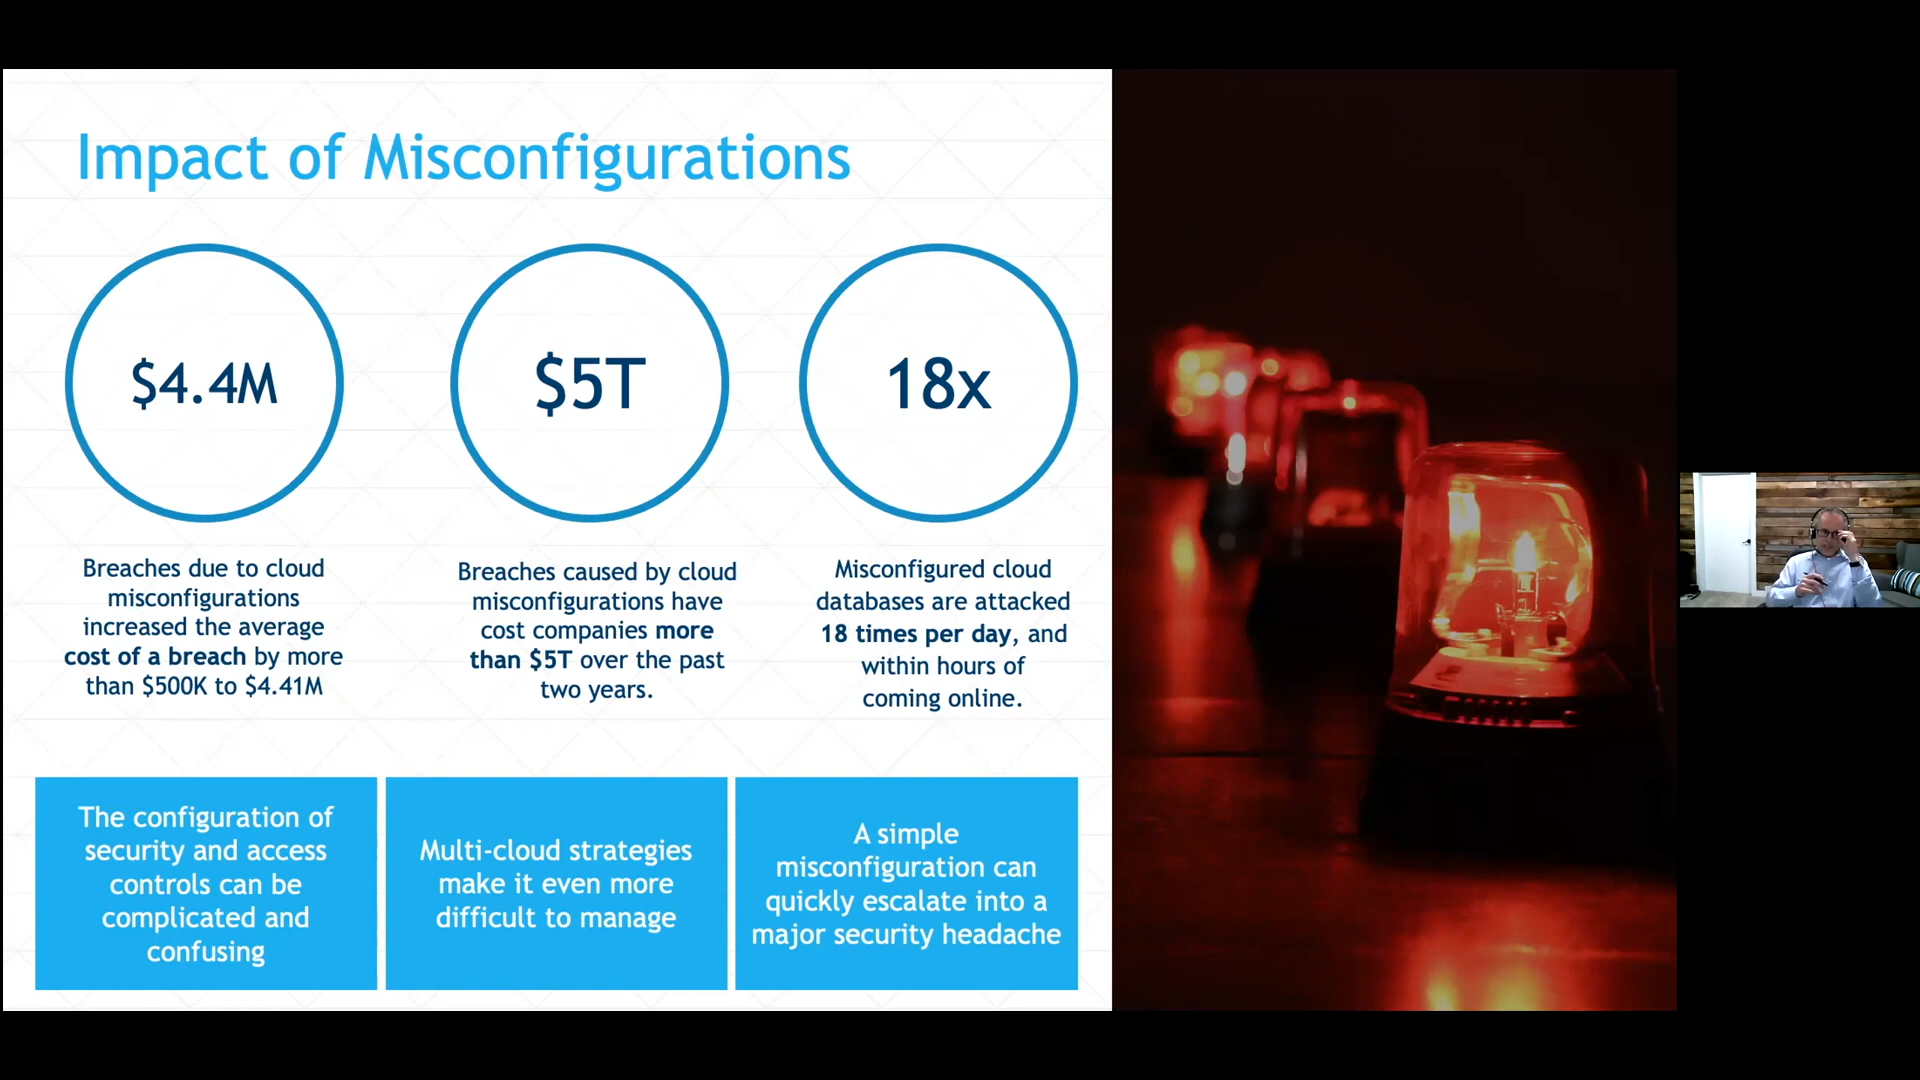 Impact of Misconfigurations
$4.4M
$5T
18x
Breaches due to cloud
misconfigurations
increased the average
cost of a breach by more
than $500K to $4.41M
Breaches caused by cloud
misconfigurations have
cost companies more
than $5T over the past
two years.
Misconfigured cloud
databases are attacked
18 times per day, and
within hours of
coming online.
The configuration of
security and access
controls can be
complicated and
confusing
Multi-cloud strategies
make it even more
difficult to manage
A simple
misconfiguration can
quickly escalate into a
major security headache